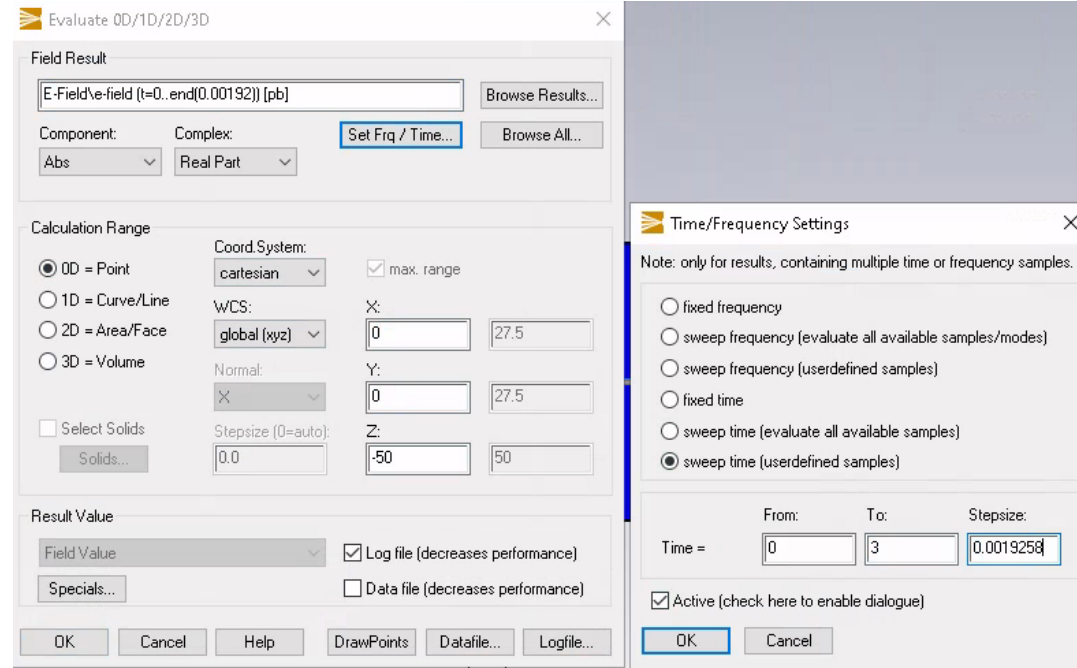 Evaluate 0D/1D/2D/3D
Field Result
E-Field\e-field (t=0..end(0.00192)) [pb]
Browse Results...
Component:
Complex:
Set Frq / Time...
Browse All...
Abs
Real Part
Calculation Range
0D = Point
1D = Curve/Line
2D = Area/Face
3D = Volume
Coord.System:
cartesian
max. range
WCS:
X:
global (xyz)
0
27.5
Normal:
Y:
X
0
27.5
Select Solids
Stepsize (0=auto):
Z:
Solids...
0.0
-50
50
Result Value
Field Value
Log file (decreases performance)
Specials...
Data file (decreases performance)
OK
Cancel
Help
DrawPoints
Datafile...
Logfile...
Time/Frequency Settings
Note: only for results, containing multiple time or frequency samples.
fixed frequency
sweep frequency (evaluate all available samples/modes)
sweep frequency (userdefined samples)
fixed time
sweep time (evaluate all available samples)
sweep time (userdefined samples)
From:
To:
Stepsize:
Time =
0
3
0.0019258
Active (check here to enable dialogue)
OK
Cancel